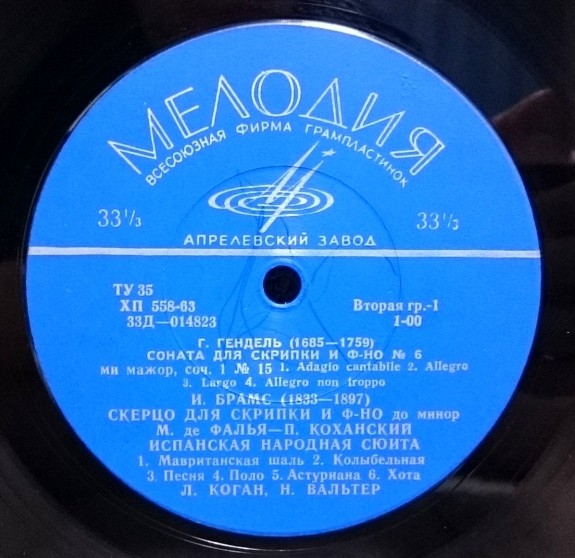 МЕЛОДИЯ
ВСЕСОЮЗНАЯ ФИРМА ГРАМПЛАСТИНОК
33⅓ 33⅓
АПРЕЛЕВСКИЙ ЗАВОД
ТУ 35
ХП 558-63 Вторая гр.-1
33Д—014823 1-00
Г. ГЕНДЕЛЬ (1685—1759)
СОНАТА ДЛЯ СКРИПКИ И Ф-НО № 6
ми мажор, соч. 1 № 15 1. Adagio cantabile 2. Allegro
3. Largo 4. Allegro non troppo
И. БРАМС (1833—1897)
СКЕРЦО ДЛЯ СКРИПКИ И Ф-НО до минор
М. де ФАЛЬЯ—П. КОХАНСКИЙ
ИСПАНСКАЯ НАРОДНАЯ СЮИТА
1. Мавританская шаль 2. Колыбельная
3. Песня 4. Поло 5. Астуриана 6. Хота
Л. КОГАН, Н. ВАЛЬТЕР